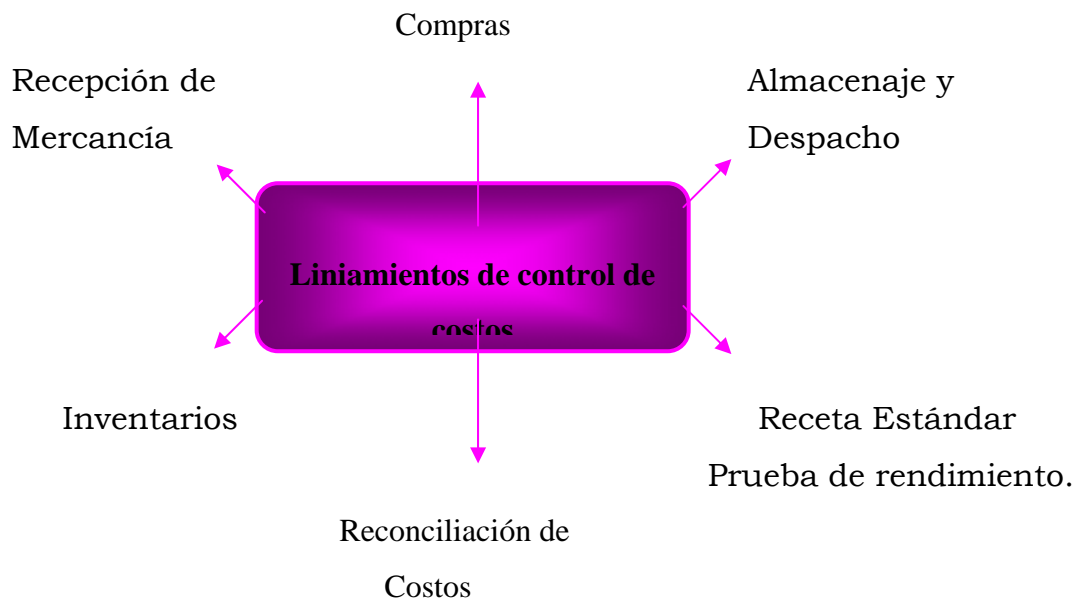 Compras
Recepción de
Mercancía
Almacenaje y
Despacho
Liniamientos de control de
costos
Inventarios
Receta Estándar
Prueba de rendimiento.
Reconciliación de
Costos